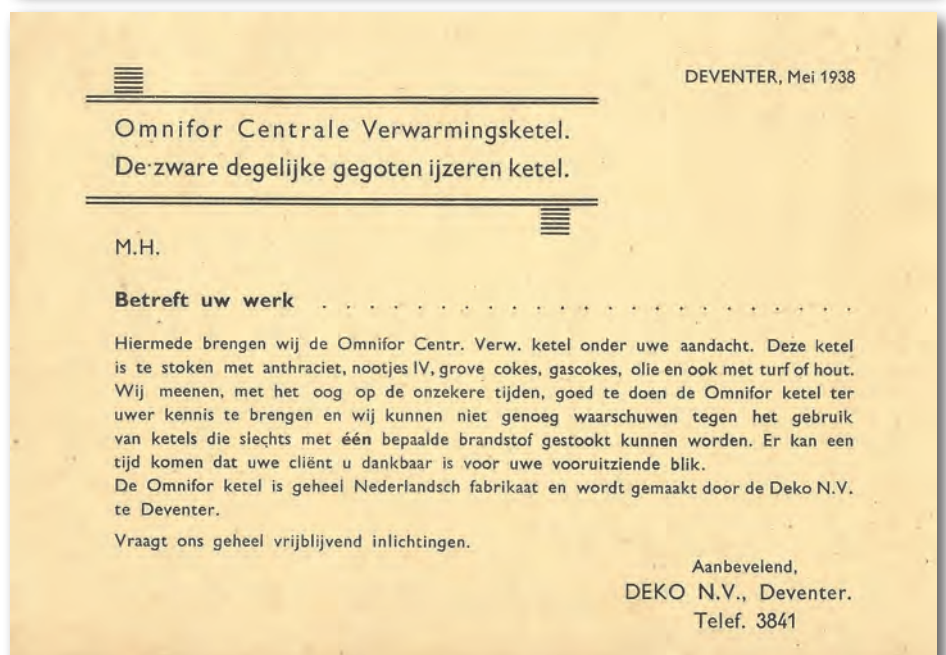 DEVENTER, Mei 1938
Omnifor Centrale Verwarmingsketel.
De zware degelijke gegoten ijzeren ketel.
M.H.
Betreft uw werk . . . . . . . . . . . . . . . . . . . . . . .
Hiermede brengen wij de Omnifor Centr. Verw. ketel onder uwe aandacht. Deze ketel
is te stoken met anthraciet, nootjes IV, grove cokes, gascokes, olie en ook met turf of hout.
Wij meenen, met het oog op de onzekere tijden, goed te doen de Omnifor ketel ter
uwer kennis te brengen en wij kunnen niet genoeg waarschuwen tegen het gebruik
van ketels die slechts met één bepaalde brandstof gestookt kunnen worden. Er kan een
tijd komen dat uwe cliënt u dankbaar is voor uwe vooruitziende blik.
De Omnifor ketel is geheel Nederlandsch fabrikaat en wordt gemaakt door de Deko N.V.
te Deventer.
Vraagt ons geheel vrijblijvend inlichtingen.
Aanbevelend,
DEKO N.V., Deventer.
Telef. 3841